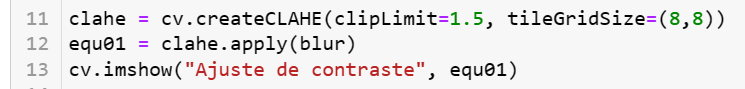 11 clahe = cv.createCLAHE(clipLimit=1.5, tileGridSize=(8,8))
12 equ01 = clahe.apply(blur)
13 cv.imshow("Ajuste de contraste", equ01)